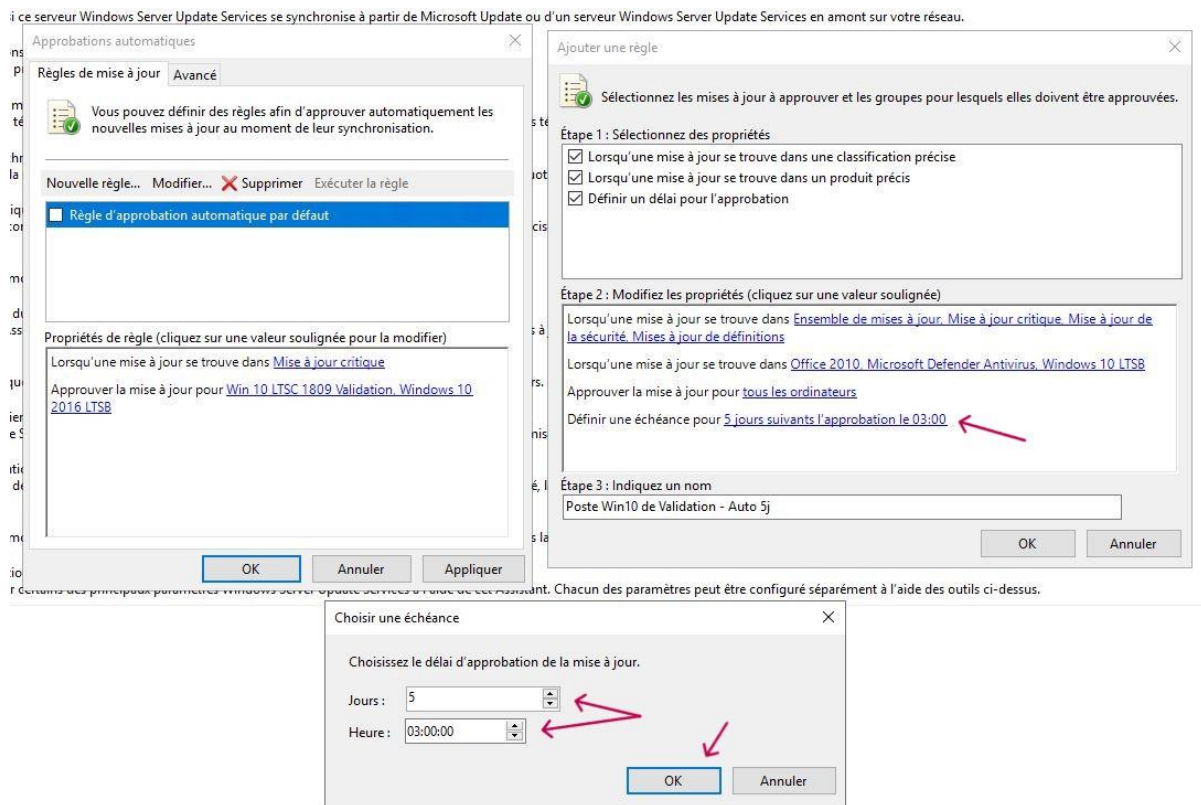 si ce serveur Windows Server Update Services se synchronise à partir de Microsoft Update ou d'un serveur Windows Server Update Services en amont sur votre réseau.
Approbations automatiques
Règles de mise à jour
Avancé
Vous pouvez définir des règles afin d'approuver automatiquement les
nouvelles mises à jour au moment de leur synchronisation.
Nouvelle règle... Modifier... Supprimer Exécuter la règle
Règle d'approbation automatique par défaut
Propriétés de règle (cliquez sur une valeur soulignée pour la modifier)
Lorsqu'une mise à jour se trouve dans Mise à jour critique
Approuver la mise à jour pour Win 10 LTSC 1809 Validation, Windows 10
2016 LTSB
OK Annuler Appliquer
Ajouter une règle
Sélectionnez les mises à jour à approuver et les groupes pour lesquels elles doivent être approuvées.
Étape 1 : Sélectionnez des propriétés
Lorsqu'une mise à jour se trouve dans une classification précise
Lorsqu'une mise à jour se trouve dans un produit précis
Définir un délai pour l'approbation
Étape 2 : Modifiez les propriétés (cliquez sur une valeur soulignée)
Lorsqu'une mise à jour se trouve dans Ensemble de mises à jour, Mise à jour critique, Mise à jour de
la sécurité, Mises à jour de définitions
Lorsqu'une mise à jour se trouve dans Office 2010, Microsoft Defender Antivirus, Windows 10 LTSB
Approuver la mise à jour pour tous les ordinateurs
Définir une échéance pour 5 jours suivants l'approbation le 03:00
Étape 3 : Indiquez un nom
Poste Win10 de Validation - Auto 5j
OK Annuler
r certains des principaux paramètres Windows Server Update Services à l'aide de cet Assistant. Chacun des paramètres peut être configuré séparément à l'aide des outils ci-dessus.
Choisir une échéance
Choisissez le délai d'approbation de la mise à jour.
Jours : 5
Heure : 03:00:00
OK Annuler